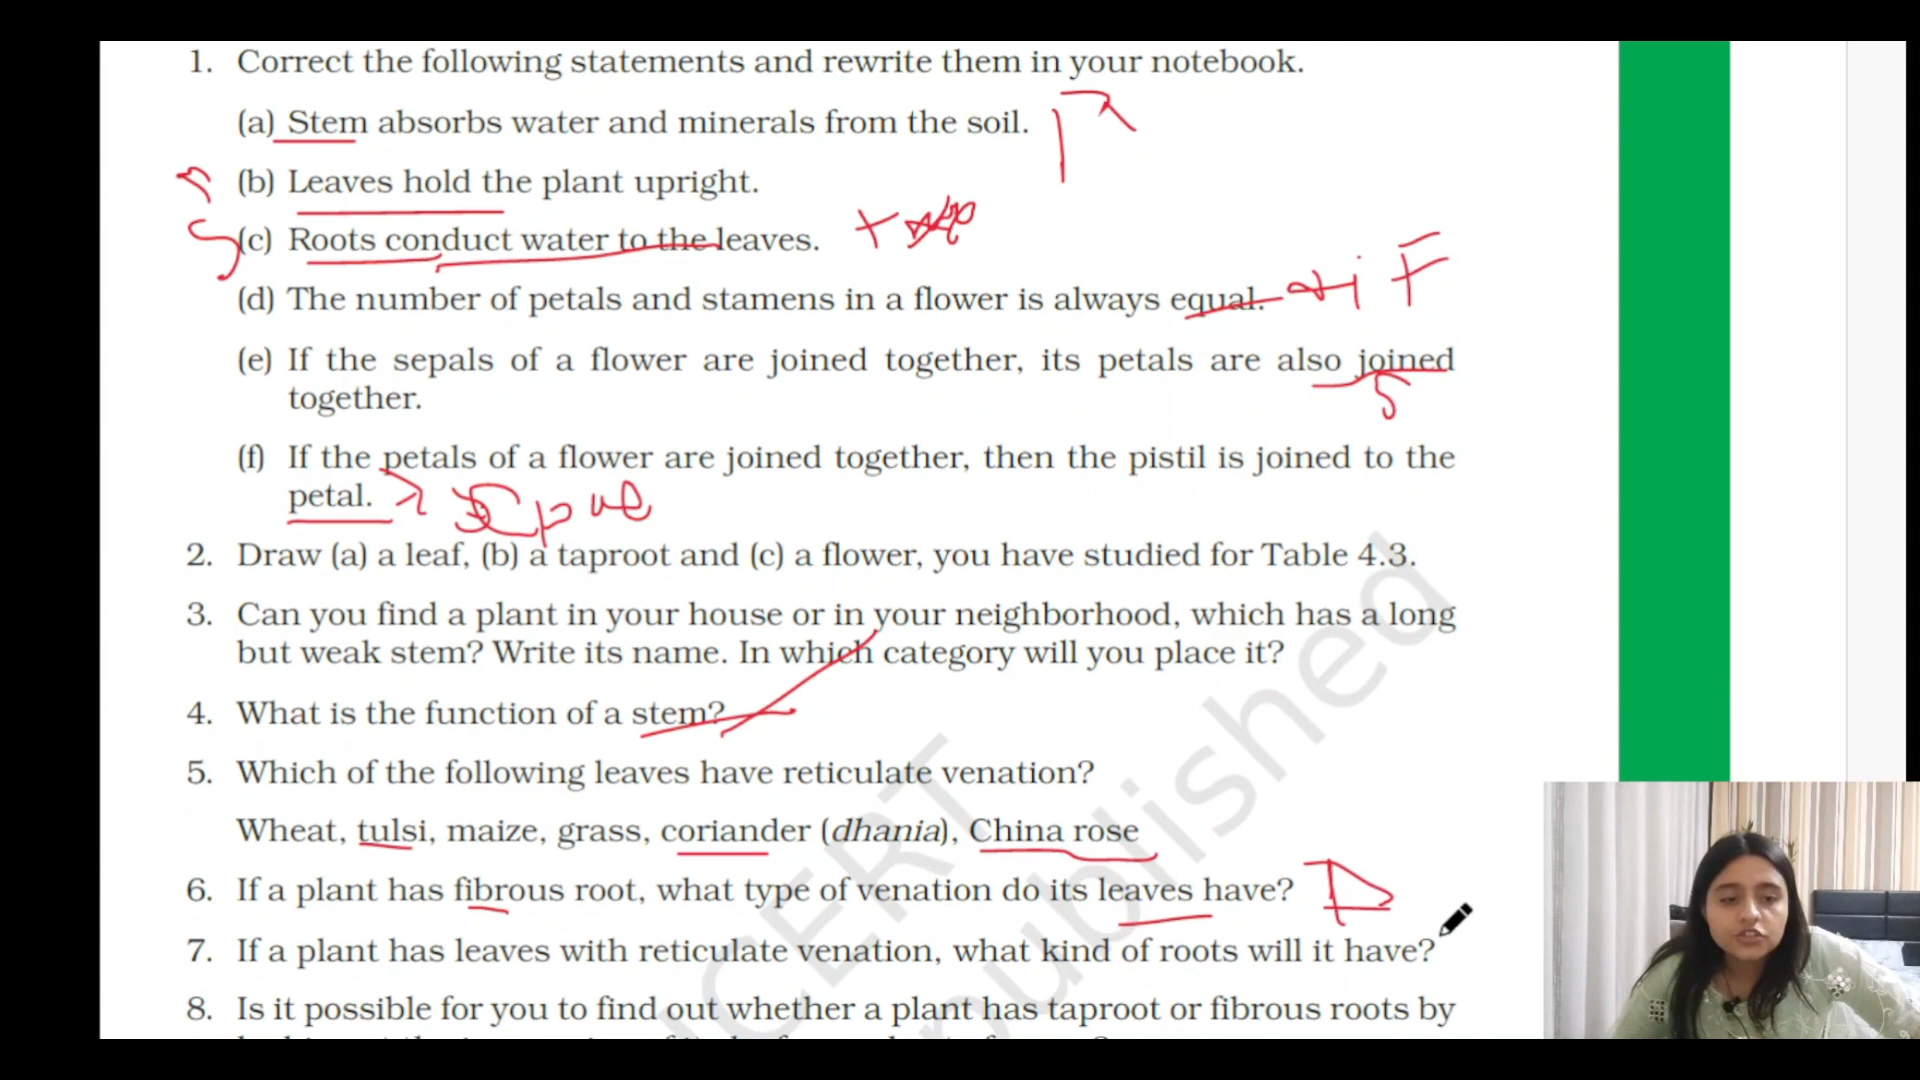 1. Correct the following statements and rewrite them in your notebook.
(a) Stem absorbs water and minerals from the soil.
(b) Leaves hold the plant upright.
(c) Roots conduct water to the leaves.
(d) The number of petals and stamens in a flower is always equal.
(e) If the sepals of a flower are joined together, its petals are also joined
together.
(f) If the petals of a flower are joined together, then the pistil is joined to the
petal.
2. Draw (a) a leaf, (b) a taproot and (c) a flower, you have studied for Table 4.3.
3. Can you find a plant in your house or in your neighborhood, which has a long
but weak stem? Write its name. In which category will you place it?
4. What is the function of a stem?
5. Which of the following leaves have reticulate venation?
Wheat, tulsi, maize, grass, coriander (dhania), China rose
6. If a plant has fibrous root, what type of venation do its leaves have?
7. If a plant has leaves with reticulate venation, what kind of roots will it have?
8. Is it possible for you to find out whether a plant has taproot or fibrous roots by
published